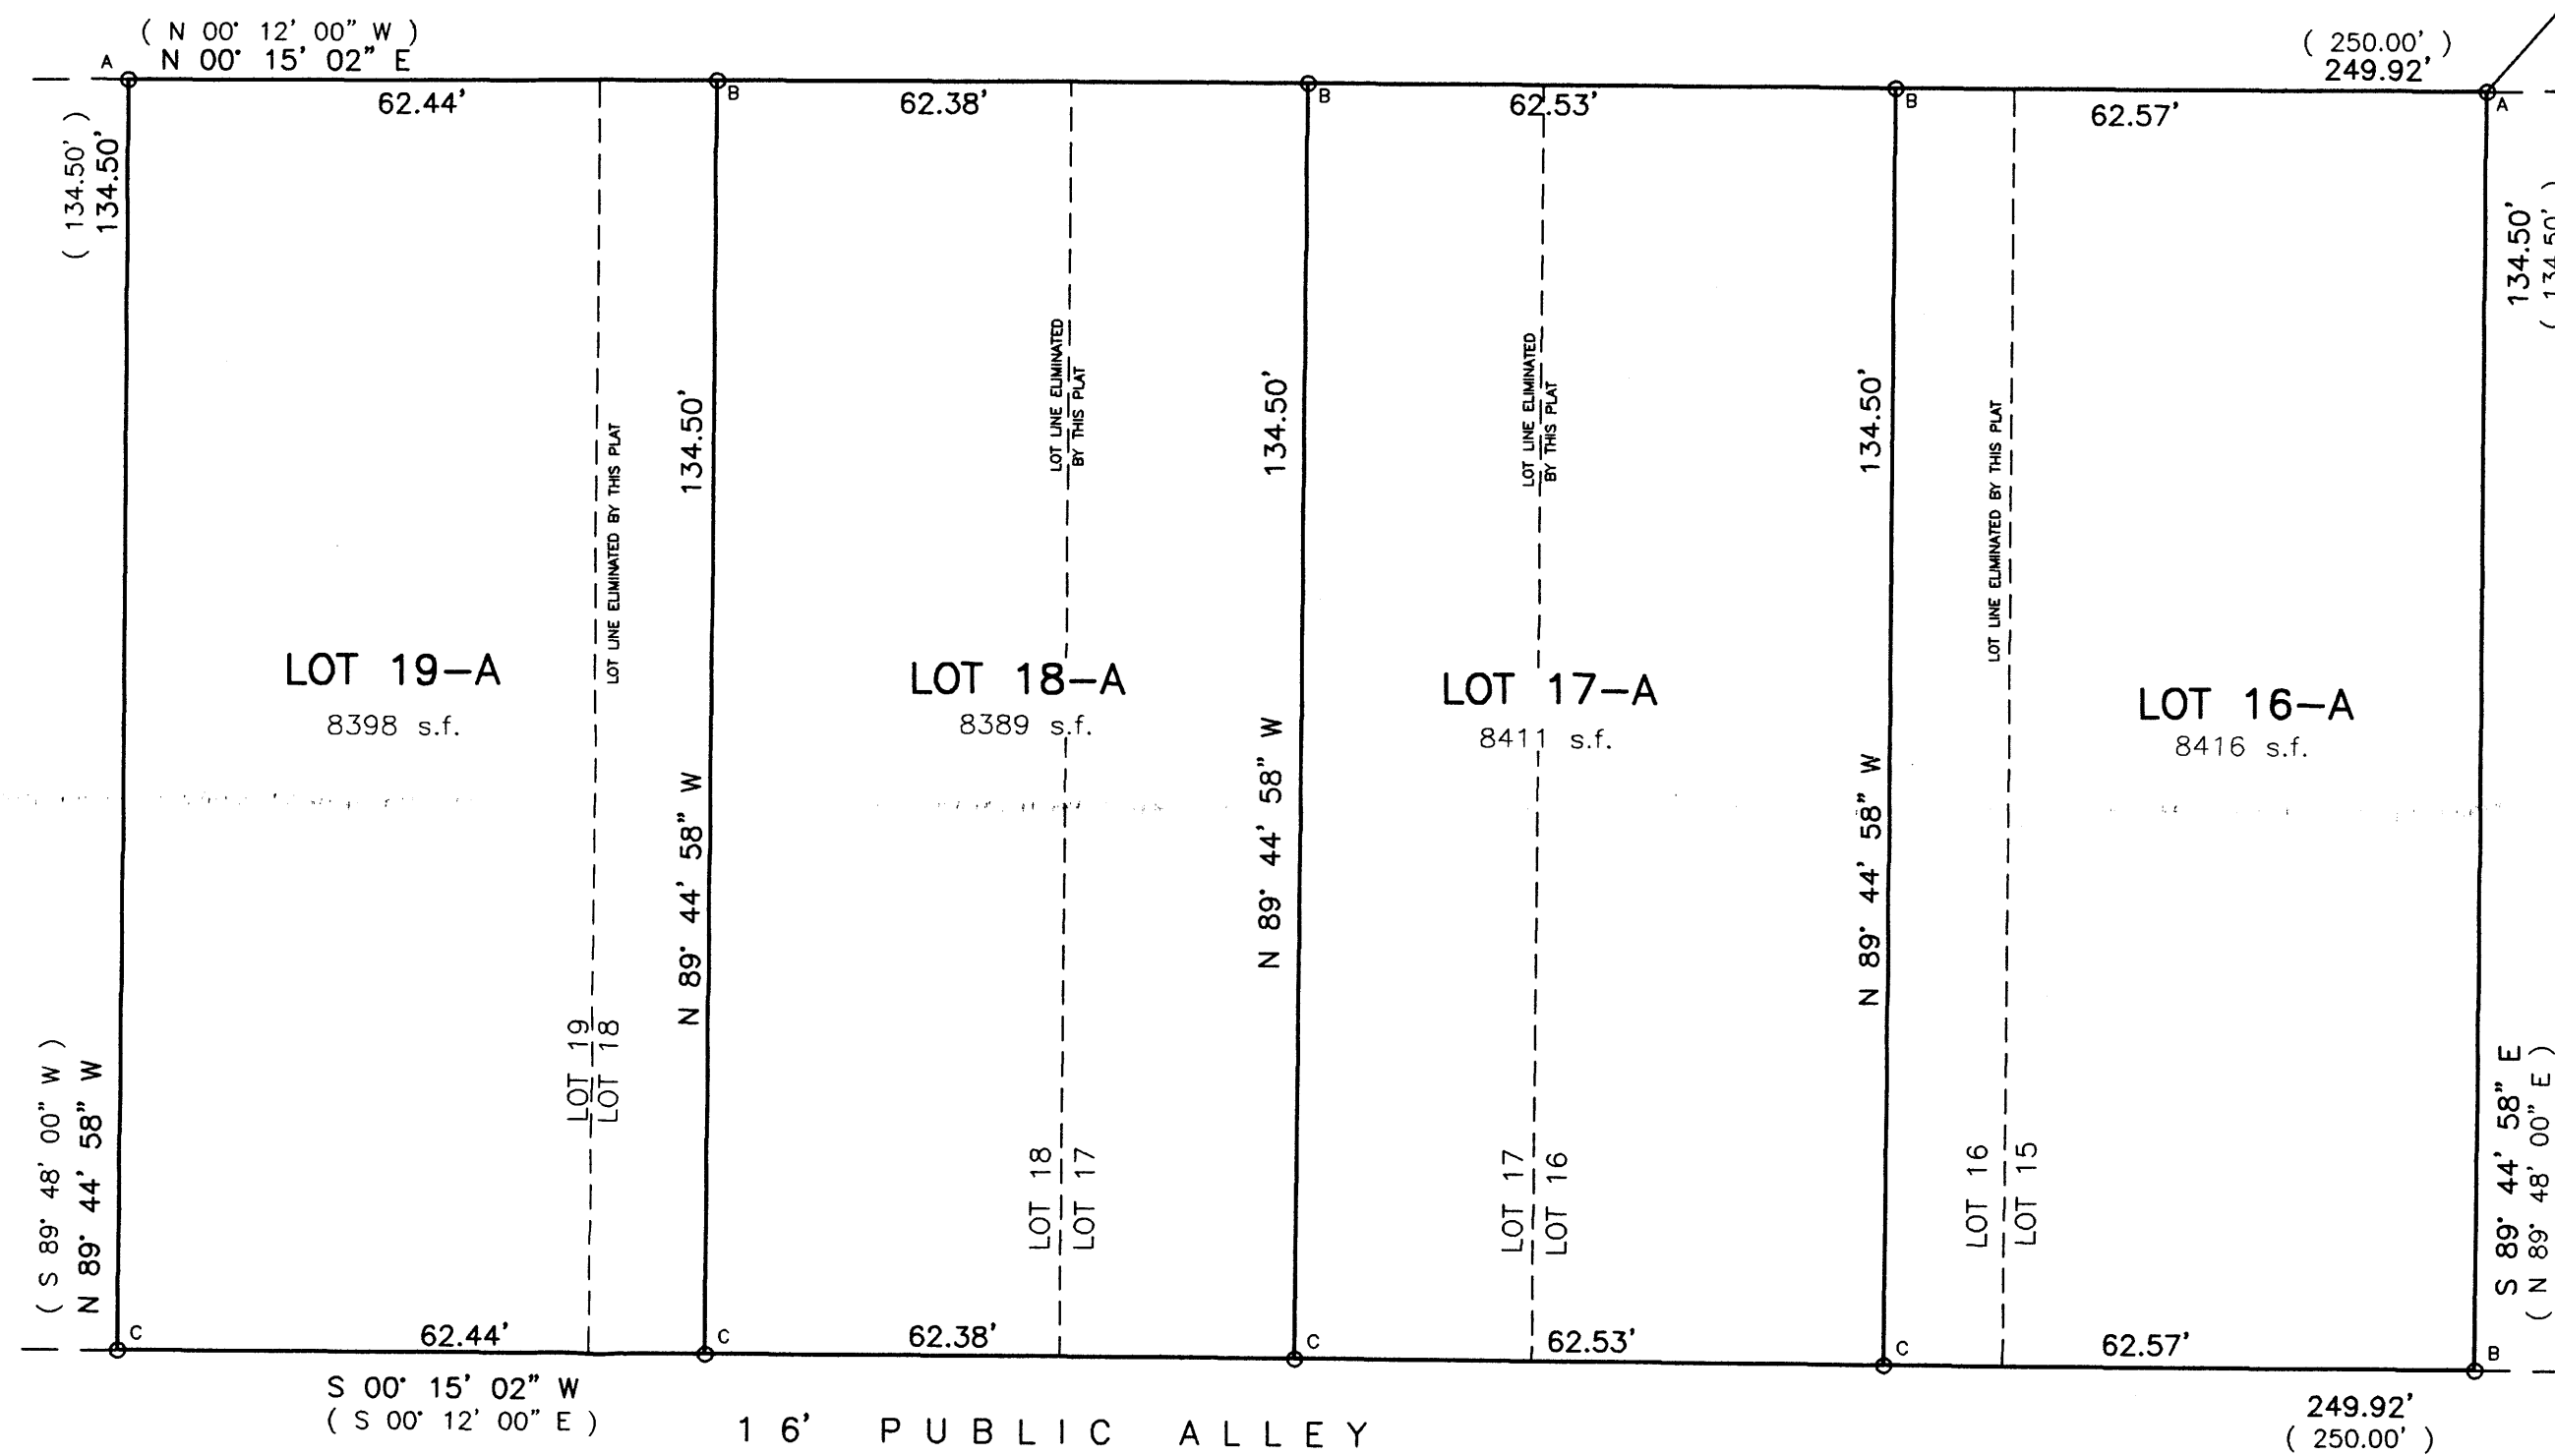 ( N 00° 12' 00" W )
N 00° 15' 02" E
( 250.00' )
249.92'
A
B
B
B
A
62.44'
62.38'
62.53'
62.57'
( 134.50' )
134.50'
134.50'
134.50'
134.50'
134.50'
( 134.50' )
LOT LINE ELIMINATED BY THIS PLAT
LOT LINE ELIMINATED
BY THIS PLAT
LOT LINE ELIMINATED
BY THIS PLAT
LOT LINE ELIMINATED BY THIS PLAT
LOT 19-A
8398 s.f.
LOT 18-A
8389 s.f.
LOT 17-A
8411 s.f.
LOT 16-A
8416 s.f.
( S 89° 48' 00" W )
N 89° 44' 58" W
N 89° 44' 58" W
N 89° 44' 58" W
N 89° 44' 58" W
S 89° 44' 58" E
( N 89° 48' 00" E )
LOT 19
LOT 18
LOT 18
LOT 17
LOT 17
LOT 16
LOT 16
LOT 15
C
C
C
C
B
62.44'
62.38'
62.53'
62.57'
S 00° 15' 02" W
( S 00° 12' 00" E )
16' PUBLIC ALLEY
249.92'
( 250.00' )